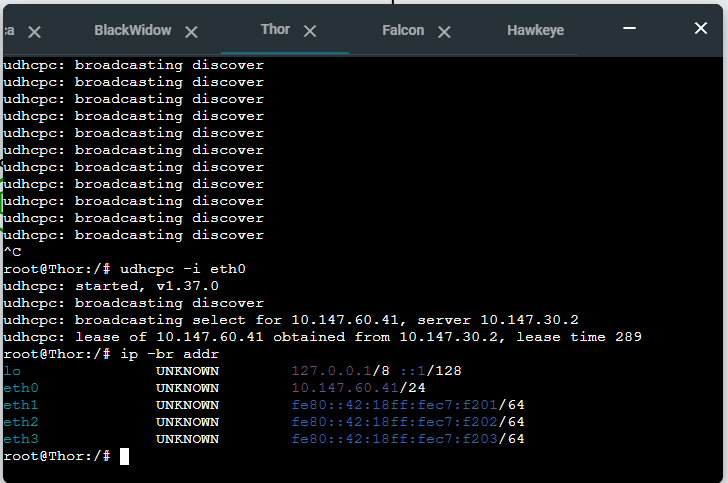 ca BlackWidow Thor Falcon Hawkeye
udhcpc: broadcasting discover
udhcpc: broadcasting discover
udhcpc: broadcasting discover
udhcpc: broadcasting discover
udhcpc: broadcasting discover
udhcpc: broadcasting discover
udhcpc: broadcasting discover
udhcpc: broadcasting discover
udhcpc: broadcasting discover
udhcpc: broadcasting discover
udhcpc: broadcasting discover
^C
root@Thor:/# udhcpc -i eth0
udhcpc: started, v1.37.0
udhcpc: broadcasting discover
udhcpc: broadcasting select for 10.147.60.41, server 10.147.30.2
udhcpc: lease of 10.147.60.41 obtained from 10.147.30.2, lease time 289
root@Thor:/# ip -br addr
lo UNKNOWN 127.0.0.1/8 ::1/128
eth0 UNKNOWN 10.147.60.41/24
eth1 UNKNOWN fe80::42:18ff:fec7:f201/64
eth2 UNKNOWN fe80::42:18ff:fec7:f202/64
eth3 UNKNOWN fe80::42:18ff:fec7:f203/64
root@Thor:/#